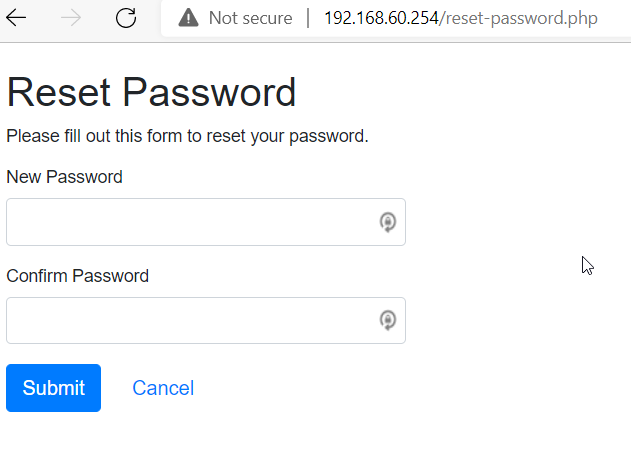 Not secure | 192.168.60.254/reset-password.php
Reset Password
Please fill out this form to reset your password.
New Password
Confirm Password
Submit Cancel